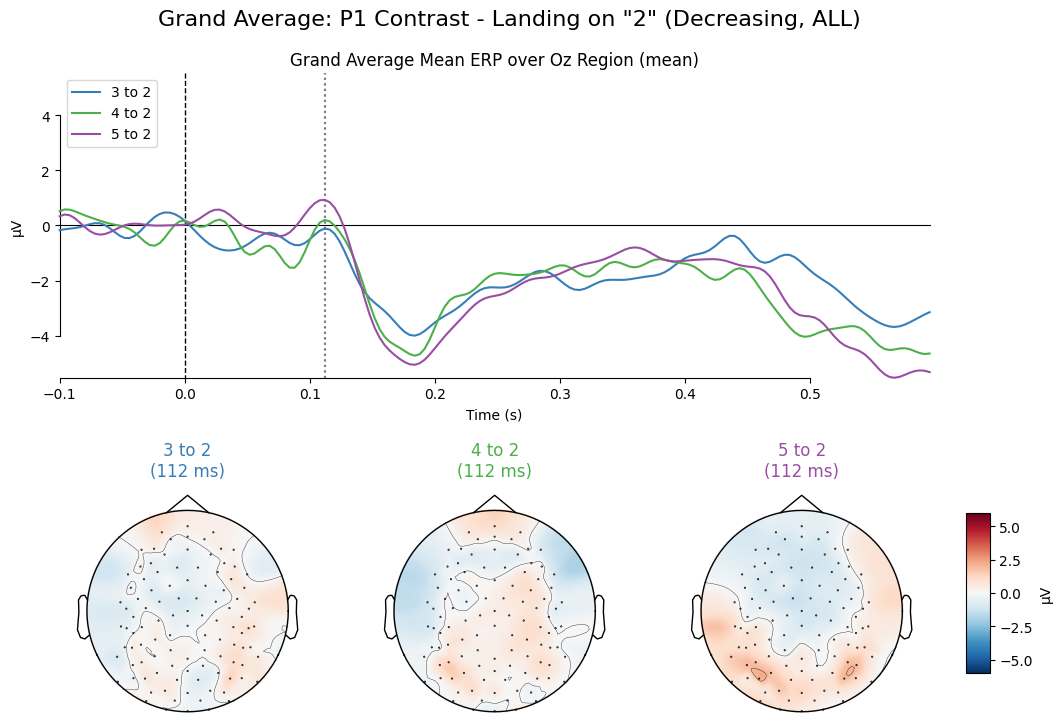 Grand Average: P1 Contrast - Landing on "2" (Decreasing, ALL)
Grand Average Mean ERP over Oz Region (mean)
3 to 2
4 to 2
5 to 2
4
2
0
−2
−4
µV
−0.1 0.0 0.1 0.2 0.3 0.4 0.5
Time (s)
3 to 2
(112 ms)
4 to 2
(112 ms)
5 to 2
(112 ms)
5.0
2.5
0.0
−2.5
−5.0
µV